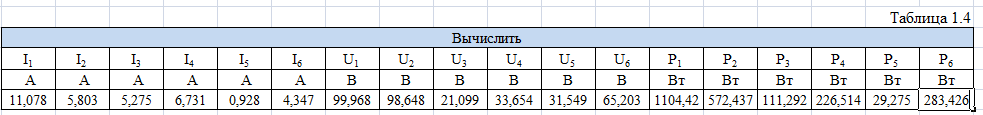 Таблица 1.4
Вычислить
I₁ I₂ I₃ I₄ I₅ I₆ U₁ U₂ U₃ U₄ U₅ U₆ P₁ P₂ P₃ P₄ P₅ P₆
А А А А А А В В В В В В Вт Вт Вт Вт Вт Вт
11,078 5,803 5,275 6,731 0,928 4,347 99,968 98,648 21,099 33,654 31,549 65,203 1104,42 572,437 111,292 226,514 29,275 283,426